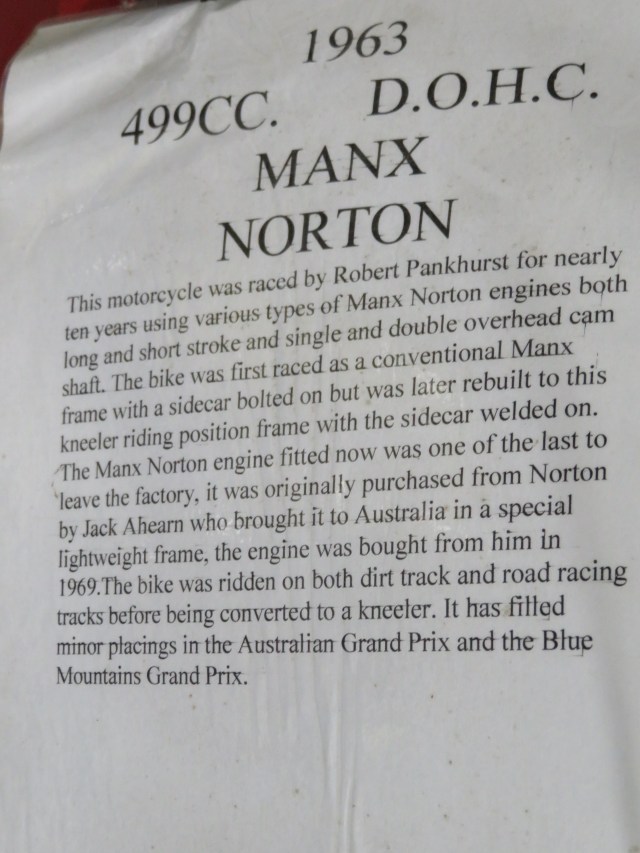 1963
499CC. D.O.H.C.
MANX
NORTON
This motorcycle was raced by Robert Pankhurst for nearly
ten years using various types of Manx Norton engines both
long and short stroke and single and double overhead cam
shaft. The bike was first raced as a conventional Manx
frame with a sidecar bolted on but was later rebuilt to this
kneeler riding position frame with the sidecar welded on.
The Manx Norton engine fitted now was one of the last to
leave the factory, it was originally purchased from Norton
by Jack Ahearn who brought it to Australia in a special
lightweight frame, the engine was bought from him in
1969.The bike was ridden on both dirt track and road racing
tracks before being converted to a kneeler. It has filled
minor placings in the Australian Grand Prix and the Blue
Mountains Grand Prix.